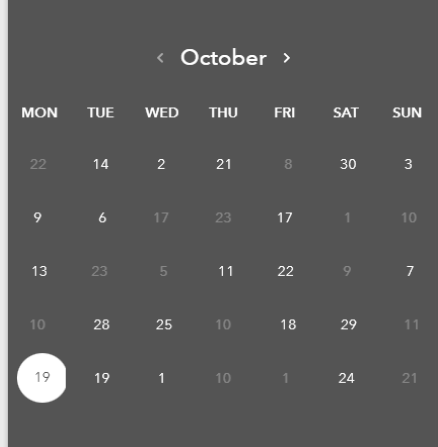 ‹ October ›
MON TUE WED THU FRI SAT SUN
22 14 2 21 8 30 3
9 6 17 23 17 1 10
13 23 5 11 22 9 7
10 28 25 10 18 29 11
19 19 1 10 1 24 21